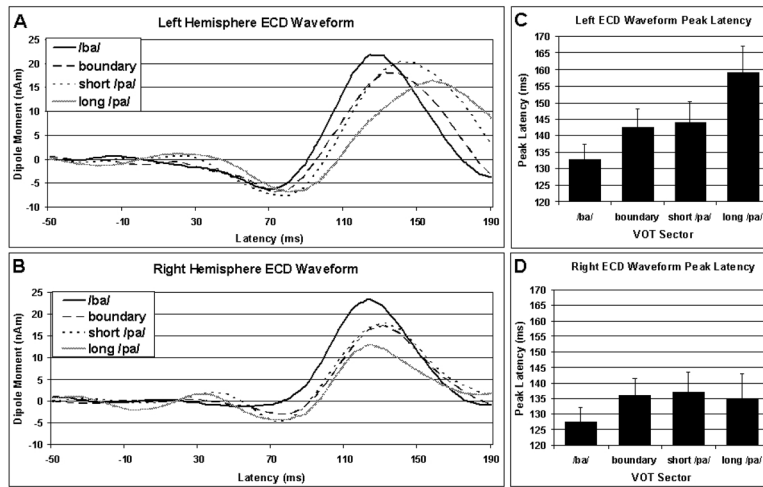 A
Left Hemisphere ECD Waveform
/ba/
boundary
short /pa/
long /pa/
Dipole Moment (nAm)
25
20
15
10
5
0
-5
-10
-50 -10 30 70 110 150 190
Latency (ms)
B
Right Hemisphere ECD Waveform
/ba/
boundary
short /pa/
long /pa/
Dipole Moment (nAm)
25
20
15
10
5
0
-5
-10
-50 -10 30 70 110 150 190
Latency (ms)
C
Left ECD Waveform Peak Latency
Peak Latency (ms)
170
165
160
155
150
145
140
135
130
125
120
/ba/ boundary short /pa/ long /pa/
VOT Sector
D
Right ECD Waveform Peak Latency
Peak Latency (ms)
170
165
160
155
150
145
140
135
130
125
120
/ba/ boundary short /pa/ long /pa/
VOT Sector